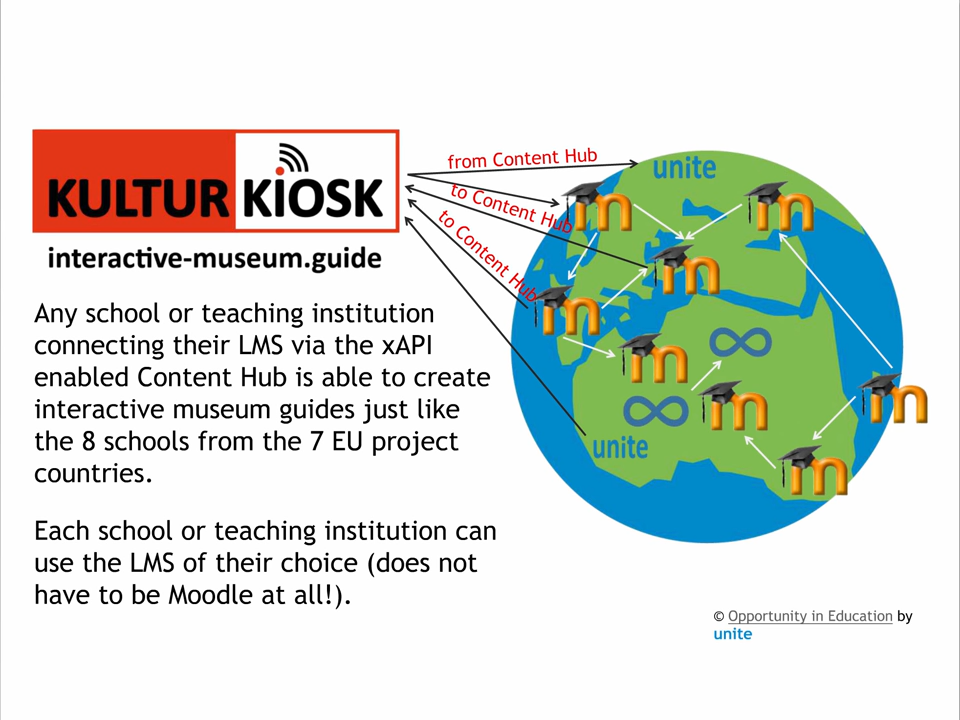 KULTUR KiOSK
interactive-museum.guide
from Content Hub
to Content Hub
to Content Hub
unite
m
m
m
m
m
m
m
m
unite
Any school or teaching institution
connecting their LMS via the xAPI
enabled Content Hub is able to create
interactive museum guides just like
the 8 schools from the 7 EU project
countries.
Each school or teaching institution can
use the LMS of their choice (does not
have to be Moodle at all!).
© Opportunity in Education by
unite